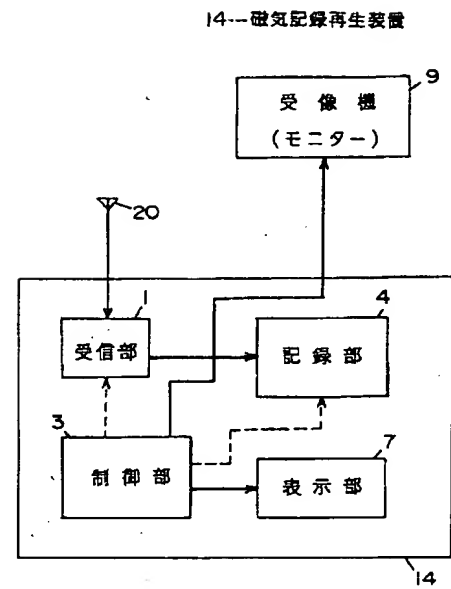 14---磁気記録再生装置
9
受像機
(モニター)
20
1
受信部
4
記録部
3
制御部
7
表示部
14